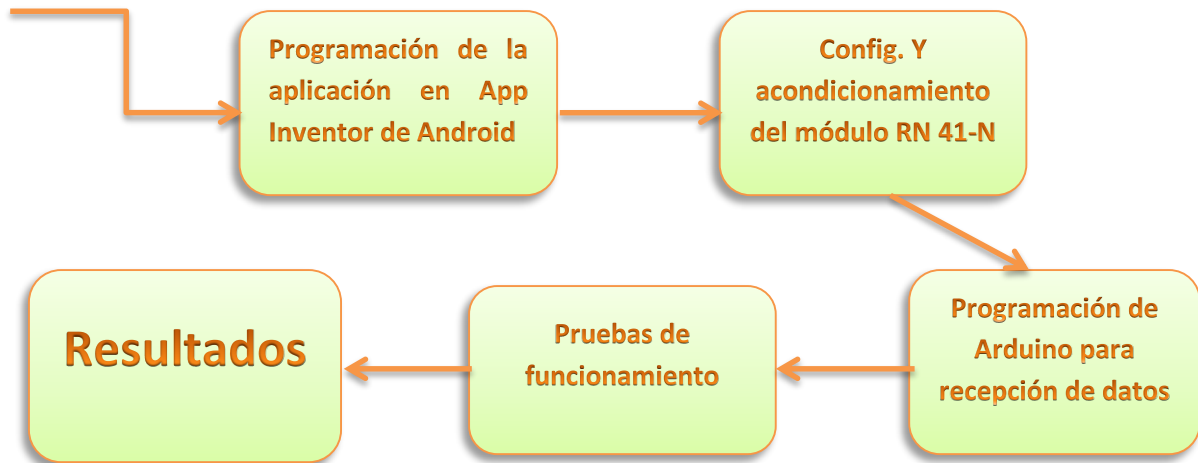 Programación de la
aplicación en App
Inventor de Android
Config. Y
acondicionamiento
del módulo RN 41-N
Programación de
Arduino para
recepción de datos
Pruebas de
funcionamiento
Resultados